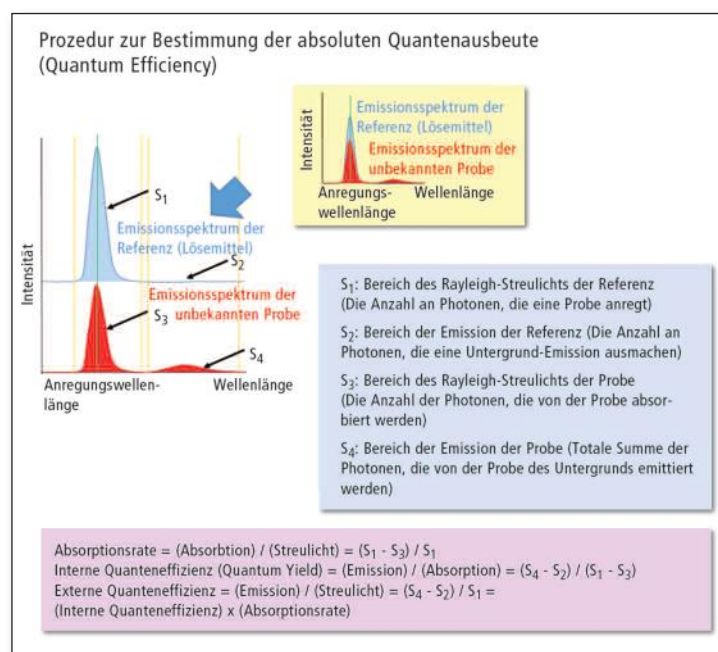 Prozedur zur Bestimmung der absoluten Quantenausbeute
(Quantum Efficiency)
Intensität
Emissionsspektrum der
Referenz (Lösemittel)
Emissionsspektrum der
unbekannten Probe
Anregungs-
wellenlänge
Wellenlänge
Intensität
S1
Emissionsspektrum der
Referenz (Lösemittel)
S2
Emissionsspektrum der
unbekannten Probe
S3
S4
Anregungswellen-
länge
Wellenlänge
S1: Bereich des Rayleigh-Streulichts der Referenz
(Die Anzahl an Photonen, die eine Probe anregt)
S2: Bereich der Emission der Referenz (Die Anzahl an
Photonen, die eine Untergrund-Emission ausmachen)
S3: Bereich des Rayleigh-Streulichts der Probe
(Die Anzahl der Photonen, die von der Probe absor-
biert werden)
S4: Bereich der Emission der Probe (Totale Summe der
Photonen, die von der Probe des Untergrunds emittiert
werden)
Absorptionsrate = (Absorbtion) / (Streulicht) = (S1 - S3) / S1
Interne Quanteneffizienz (Quantum Yield) = (Emission) / (Absorption) = (S4 - S2) / (S1 - S3)
Externe Quanteneffizienz = (Emission) / (Streulicht) = (S4 - S2) / S1 =
(Interne Quanteneffizienz) x (Absorptionsrate)